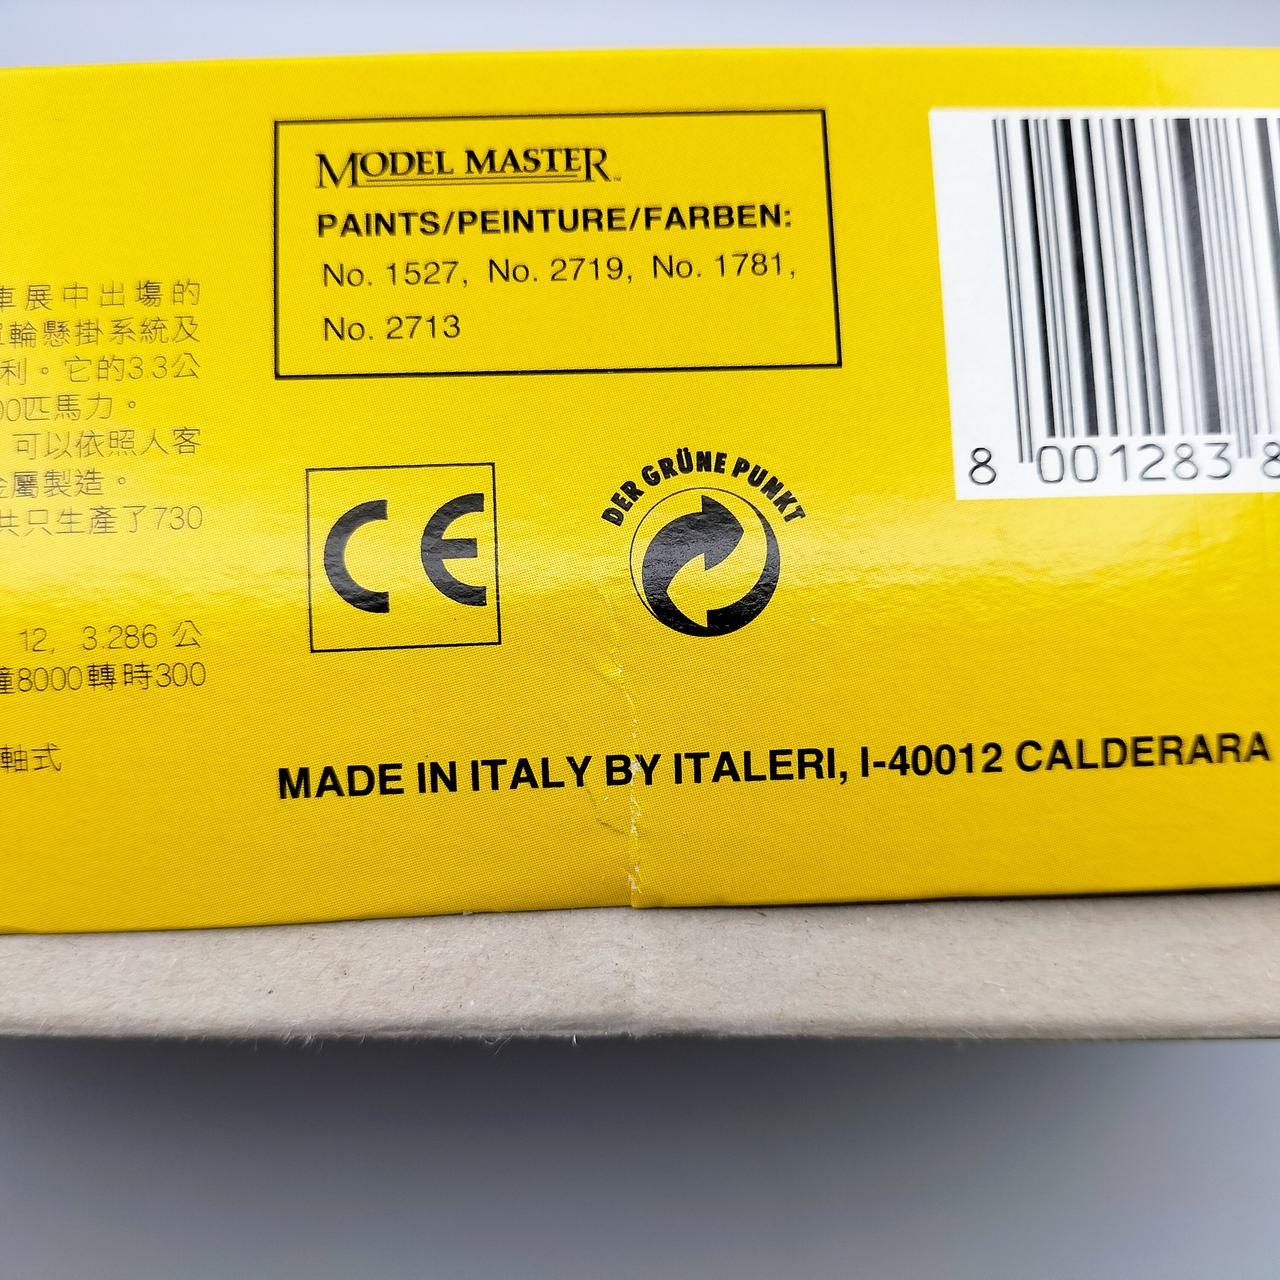 MODEL MASTER™
PAINTS/PEINTURE/FARBEN:
No. 1527, No. 2719, No. 1781,
No. 2713
車展中出塲的
輪懸掛系統及
利。它的3.3公
00匹馬力。
可以依照人客
金屬製造。
共只生產了730
12, 3.286 公
鐘8000轉時300
軸式
CE
DER GRÜNE PUNKT
8 001283 8
MADE IN ITALY BY ITALERI, I-40012 CALDERARA